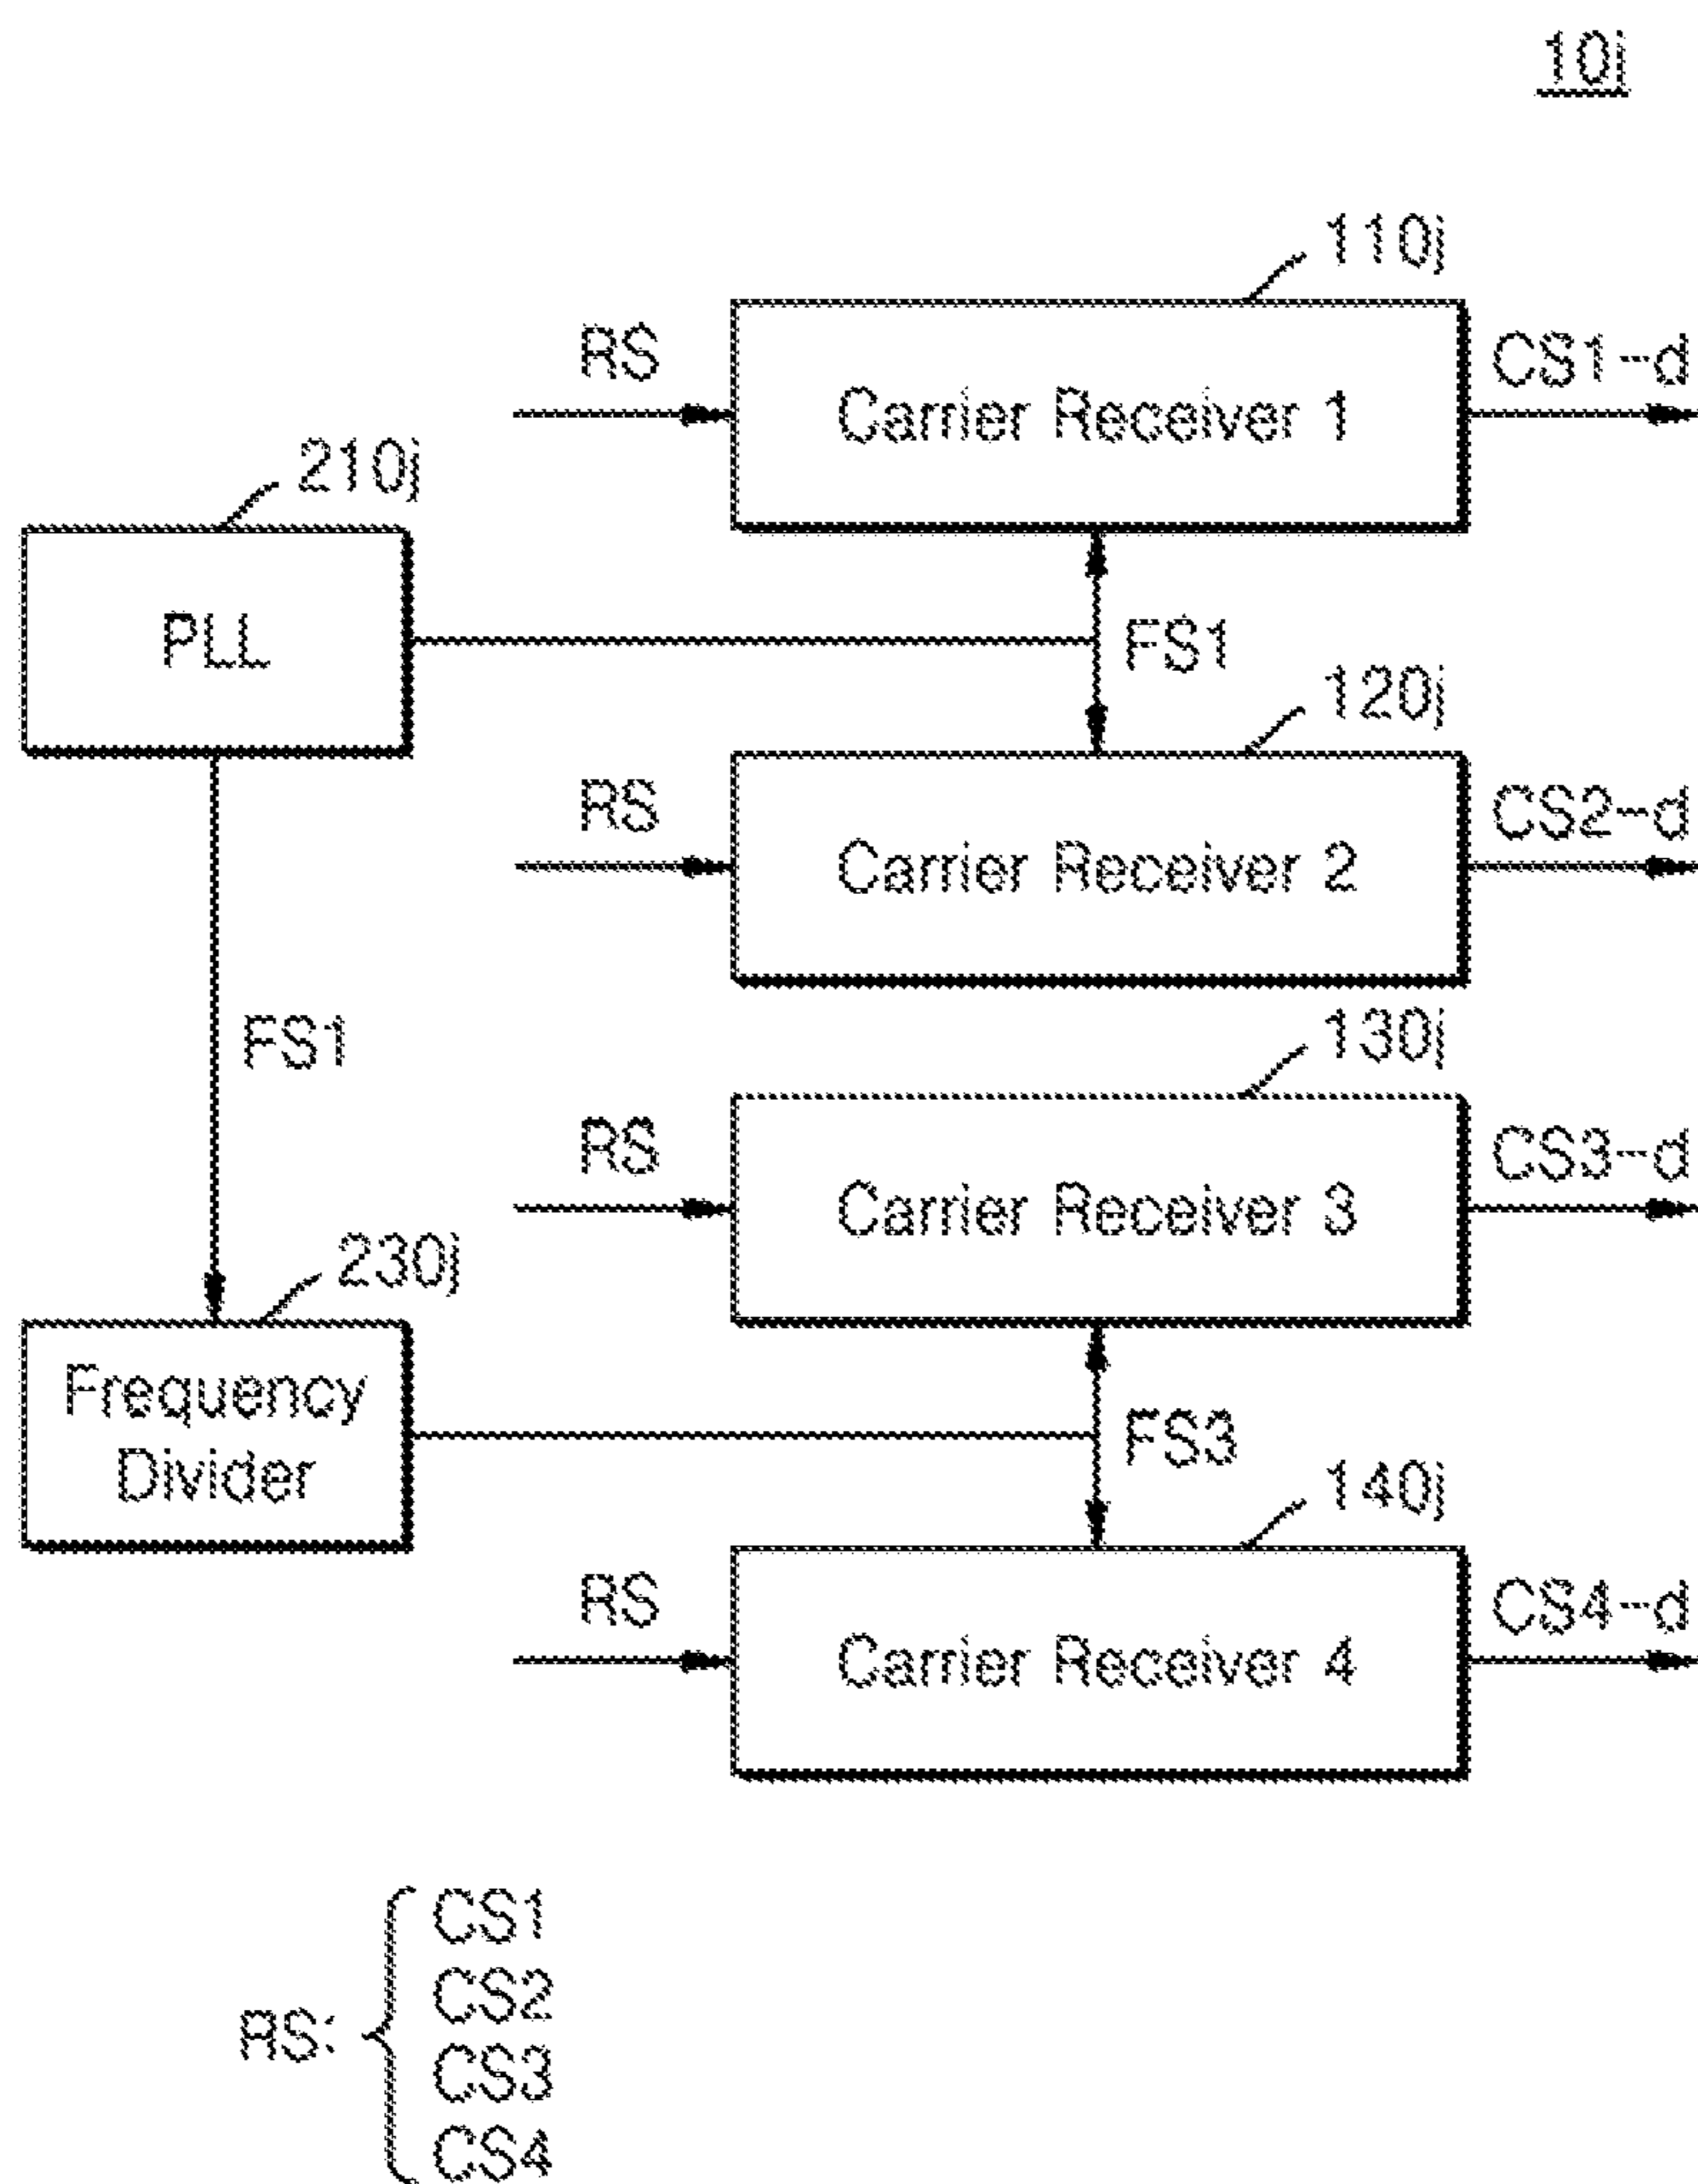 10j
110j
RS
Carrier Receiver 1
CS1-d
210j
PLL
FS1
120j
RS
Carrier Receiver 2
CS2-d
FS1
130j
RS
Carrier Receiver 3
CS3-d
230j
Frequency
Divider
FS3
140j
RS
Carrier Receiver 4
CS4-d
RS:
CS1
CS2
CS3
CS4